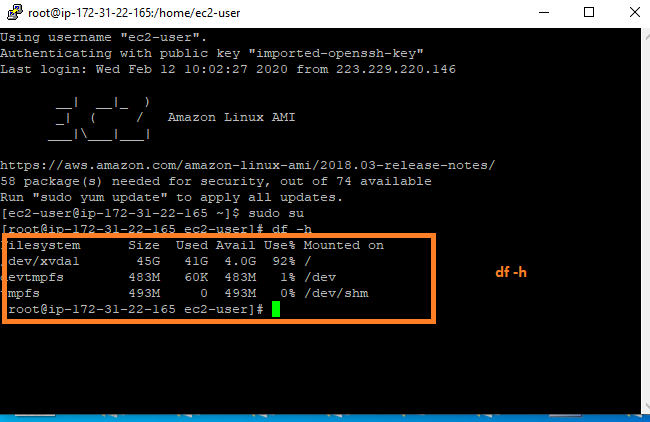 root@ip-172-31-22-165:/home/ec2-user
Using username "ec2-user".
Authenticating with public key "imported-openssh-key"
Last login: Wed Feb 12 10:02:27 2020 from 223.229.220.146
__|  __|_  )
_|  (     /   Amazon Linux AMI
___|\___|___|
https://aws.amazon.com/amazon-linux-ami/2018.03-release-notes/
58 package(s) needed for security, out of 74 available
Run "sudo yum update" to apply all updates.
[ec2-user@ip-172-31-22-165 ~]$ sudo su
[root@ip-172-31-22-165 ec2-user]# df -h
Filesystem      Size  Used Avail Use% Mounted on
/dev/xvda1       45G   41G  4.0G  92% /
devtmpfs        483M   60K  483M   1% /dev
tmpfs           493M     0  493M   0% /dev/shm
[root@ip-172-31-22-165 ec2-user]#
df -h